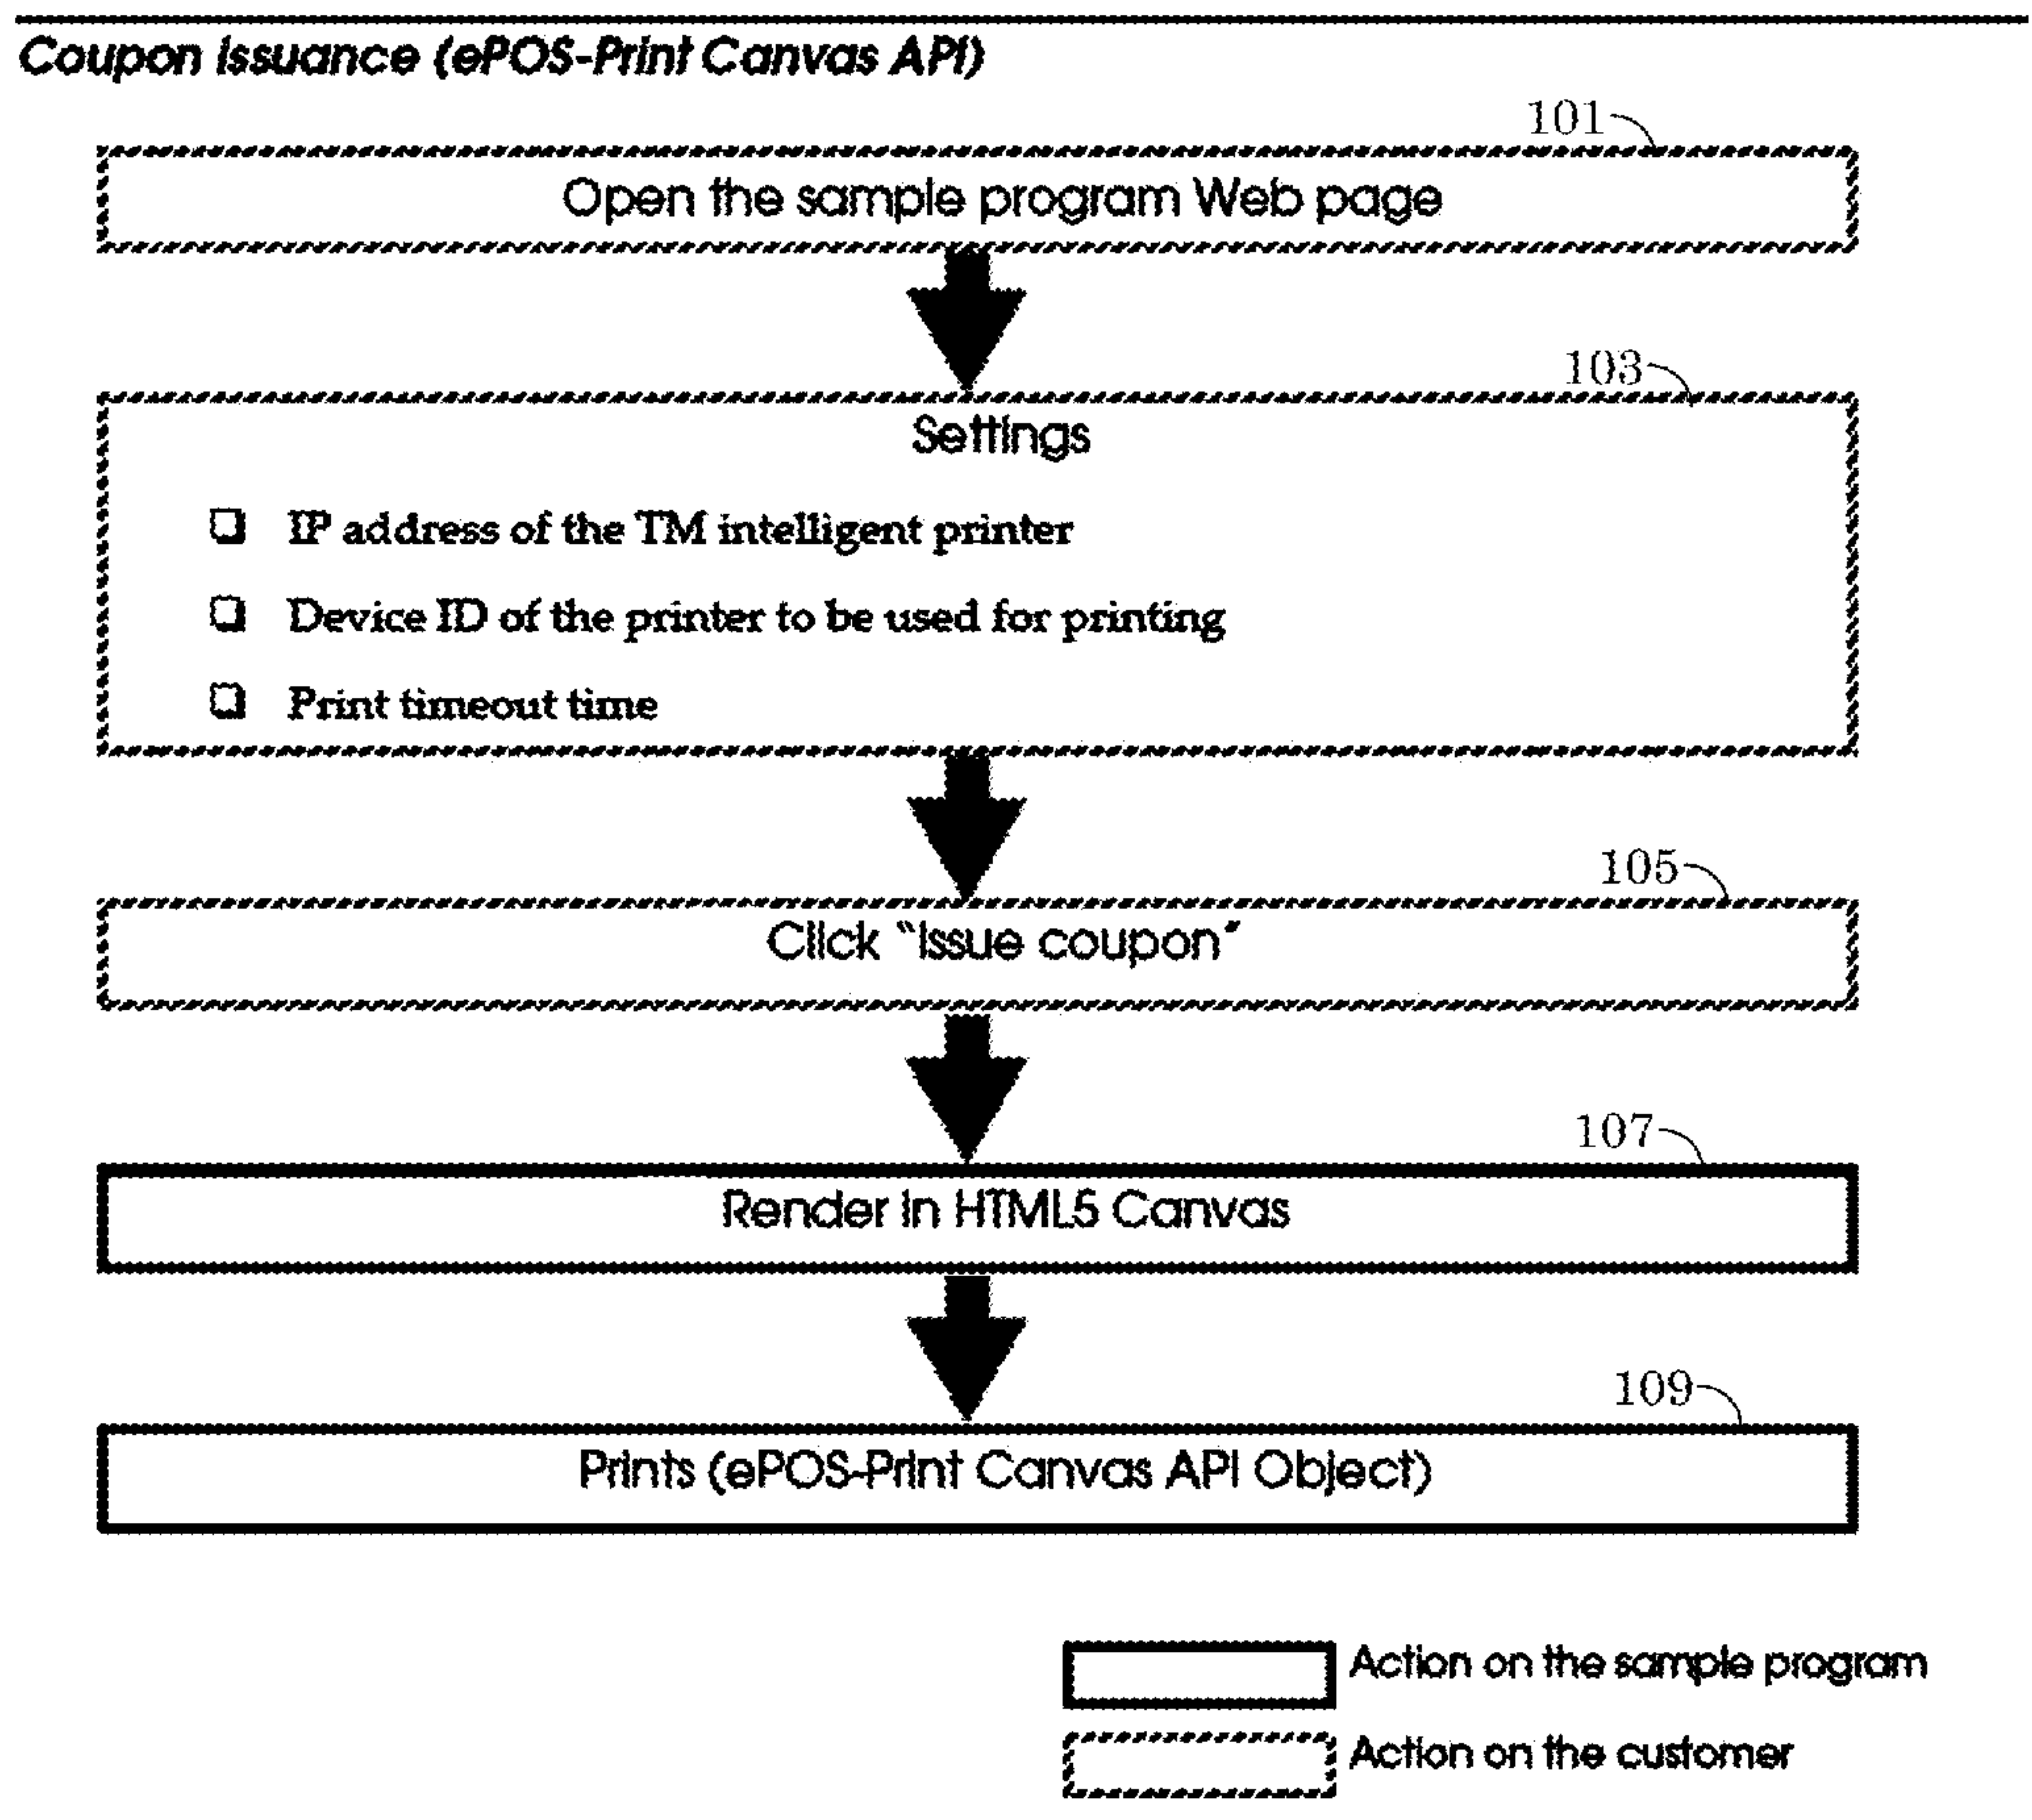 Coupon Issuance (ePOS-Print Canvas API)
101
Open the sample program Web page
103
Settings
❏ IP address of the TM intelligent printer
❏ Device ID of the printer to be used for printing
❏ Print timeout time
105
Click "Issue coupon"
107
Render in HTML5 Canvas
109
Prints (ePOS-Print Canvas API Object)
Action on the sample program
Action on the customer